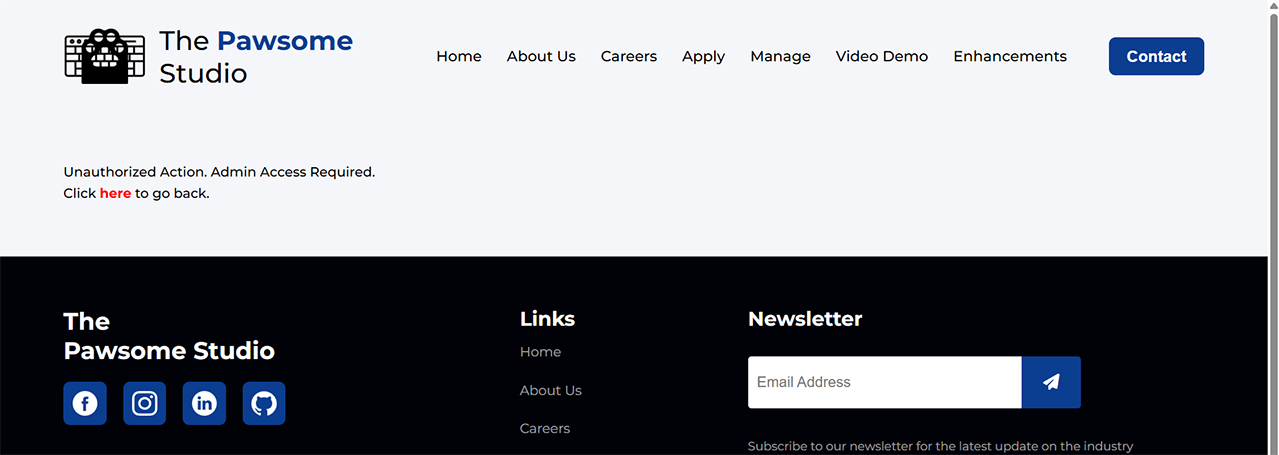 The Pawsome
Studio
Home About Us Careers Apply Manage Video Demo Enhancements Contact
Unauthorized Action. Admin Access Required.
Click here to go back.
The
Pawsome Studio
Links
Home
About Us
Careers
Newsletter
Email Address
Subscribe to our newsletter for the latest update on the industry